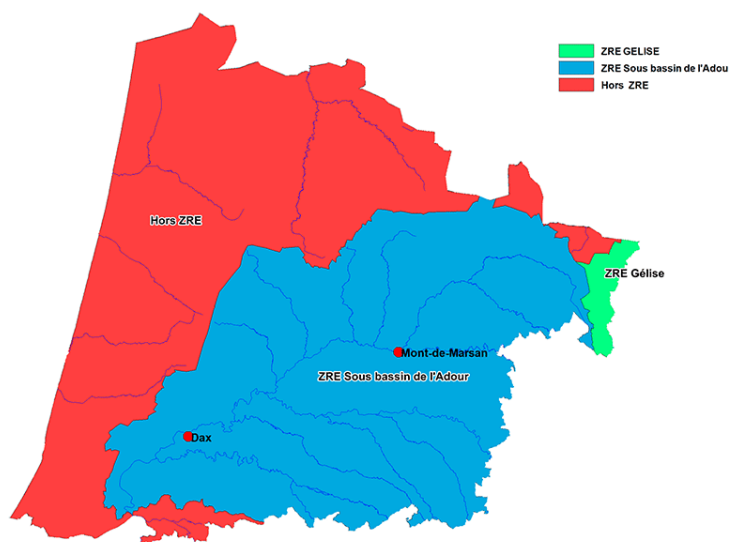 ZRE GELISE
ZRE Sous bassin de l'Adou
Hors ZRE
Hors ZRE
ZRE Gélise
Mont-de-Marsan
ZRE Sous bassin de l'Adour
Dax